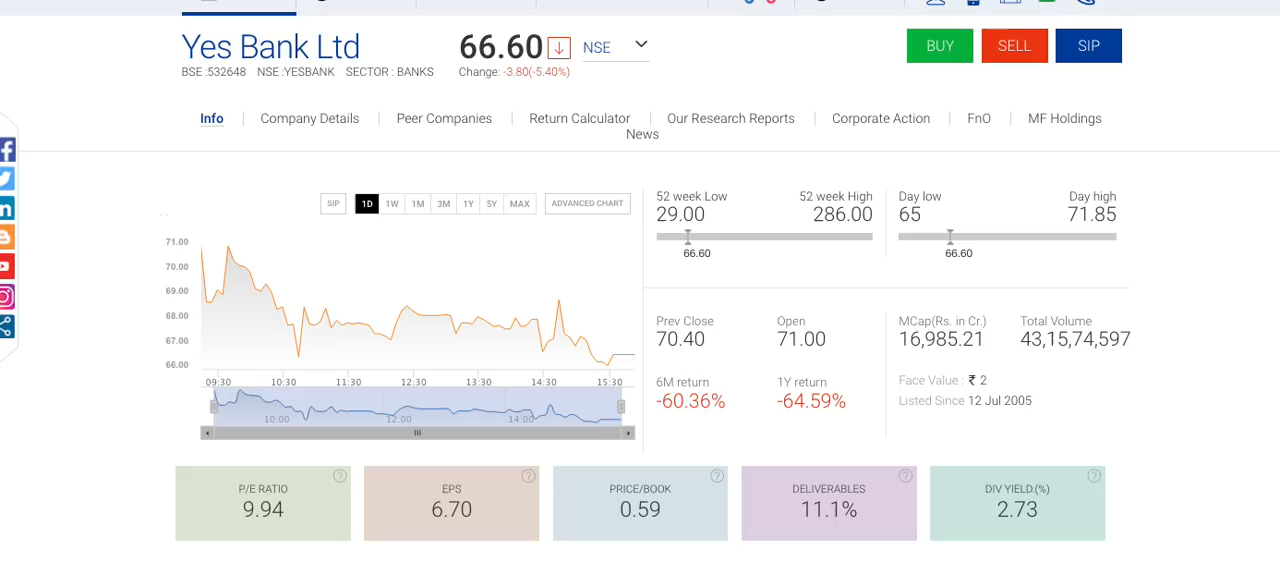 Yes Bank Ltd
66.60 NSE
BUY SELL SIP
BSE :532648 NSE :YESBANK SECTOR : BANKS
Change: -3.80(-5.40%)
Info | Company Details | Peer Companies | Return Calculator | Our Research Reports | Corporate Action | FnO | MF Holdings
News
SIP 1D 1W 1M 3M 1Y 5Y MAX ADVANCED CHART
71.00
70.00
69.00
68.00
67.00
66.00
09:30 10:30 11:30 12:30 13:30 14:30 15:30
10:00 12:00 14:00
52 week Low 52 week High
29.00 286.00
66.60
Day low Day high
65 71.85
66.60
Prev Close Open
70.40 71.00
6M return 1Y return
-60.36% -64.59%
MCap(Rs. in Cr.) Total Volume
16,985.21 43,15,74,597
Face Value : ₹ 2
Listed Since 12 Jul 2005
P/E RATIO
9.94
EPS
6.70
PRICE/BOOK
0.59
DELIVERABLES
11.1%
DIV YIELD.(%)
2.73